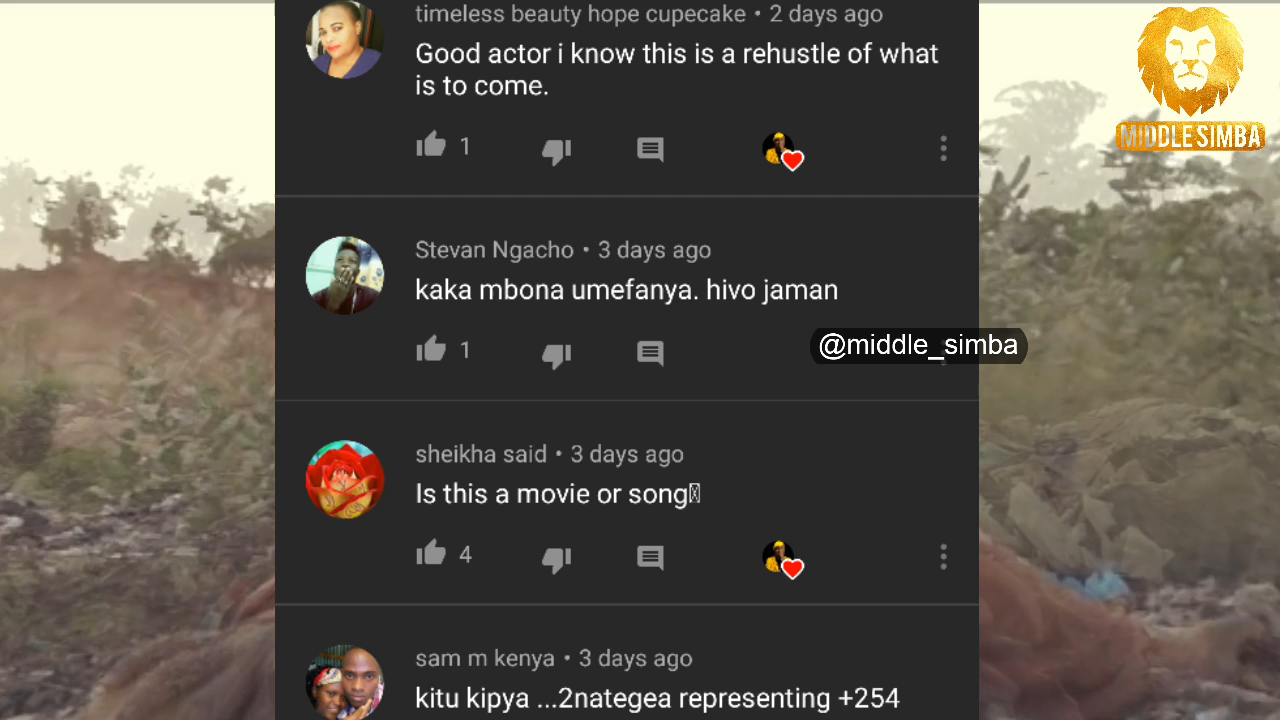 timeless beauty hope cupecake • 2 days ago
Good actor i know this is a rehustle of what
is to come.
1
MIDDLE SIMBA
Stevan Ngacho • 3 days ago
kaka mbona umefanya. hivo jaman
1
@middle_simba
sheikha said • 3 days ago
Is this a movie or song
4
sam m kenya • 3 days ago
kitu kipya ...2nategea representing +254